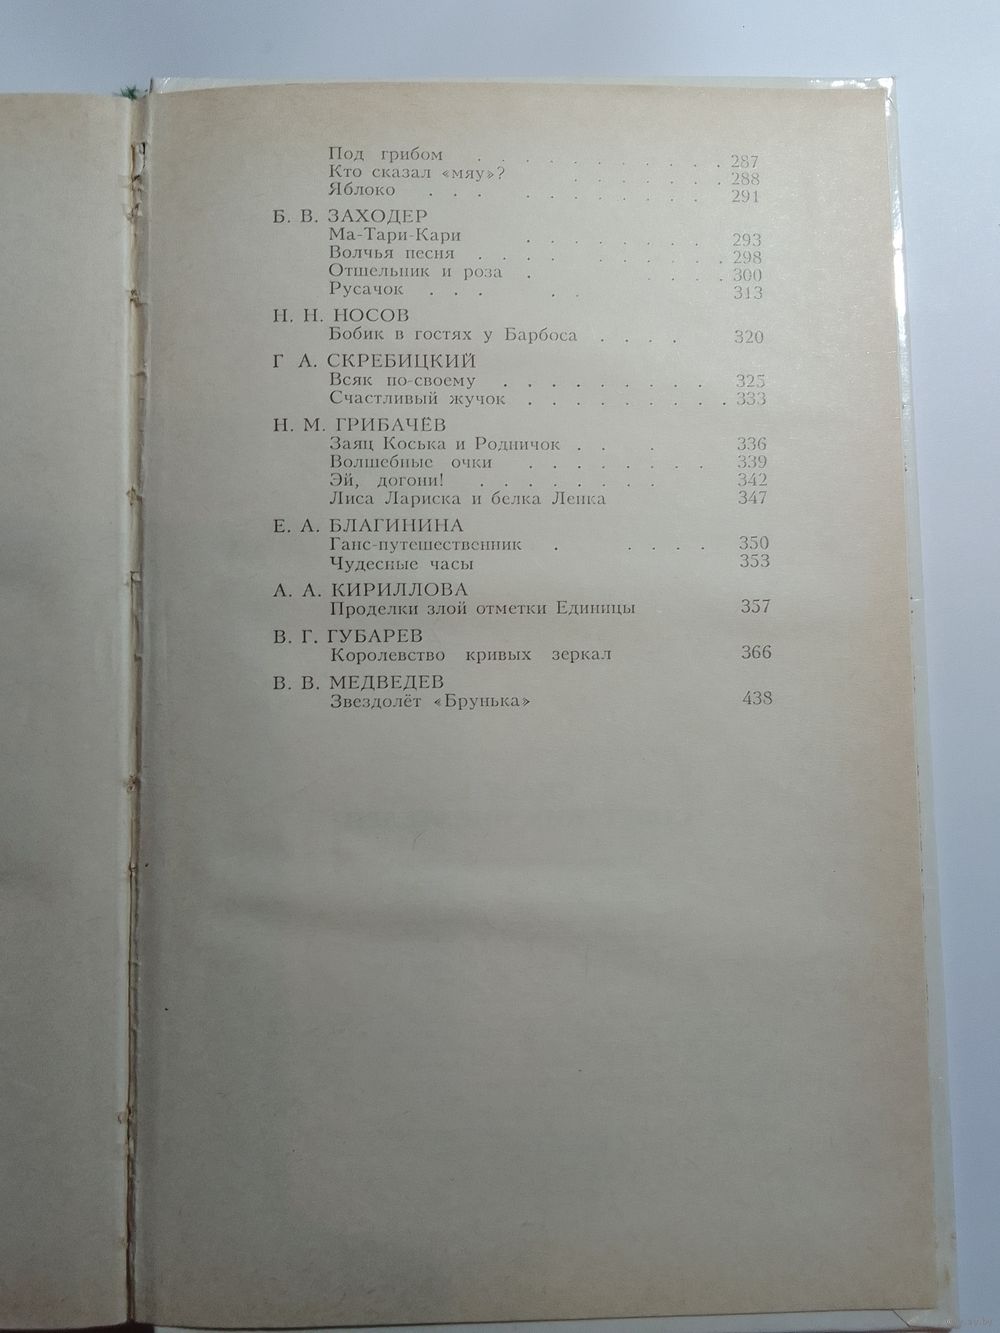 Под грибом . . . . . . . . . . . 287
Кто сказал «мяу»? . . . . . . . 288
Яблоко . . . . . . . . . . . 291
Б. В. ЗАХОДЕР
Ма-Тари-Кари . . . . . . . . 293
Волчья песня . . . . . . . . . . 298
Отшельник и роза . . . . . 300
Русачок . . . . . 313
Н. Н. НОСОВ
Бобик в гостях у Барбоса . . . . 320
Г А. СКРЕБИЦКИЙ
Всяк по-своему . . . . . . . . . 325
Счастливый жучок . . . . . . . . . 333
Н. М. ГРИБАЧЁВ
Заяц Коська и Родничок . . . 336
Волшебные очки . . . . . . . . 339
Эй, догони! . . . . . . . . 342
Лиса Лариска и белка Ленка 347
Е. А. БЛАГИНИНА
Ганс-путешественник . . . . . 350
Чудесные часы 353
А. А. КИРИЛЛОВА
Проделки злой отметки Единицы 357
В. Г. ГУБАРЕВ
Королевство кривых зеркал 366
В. В. МЕДВЕДЕВ
Звездолёт «Брунька» 438